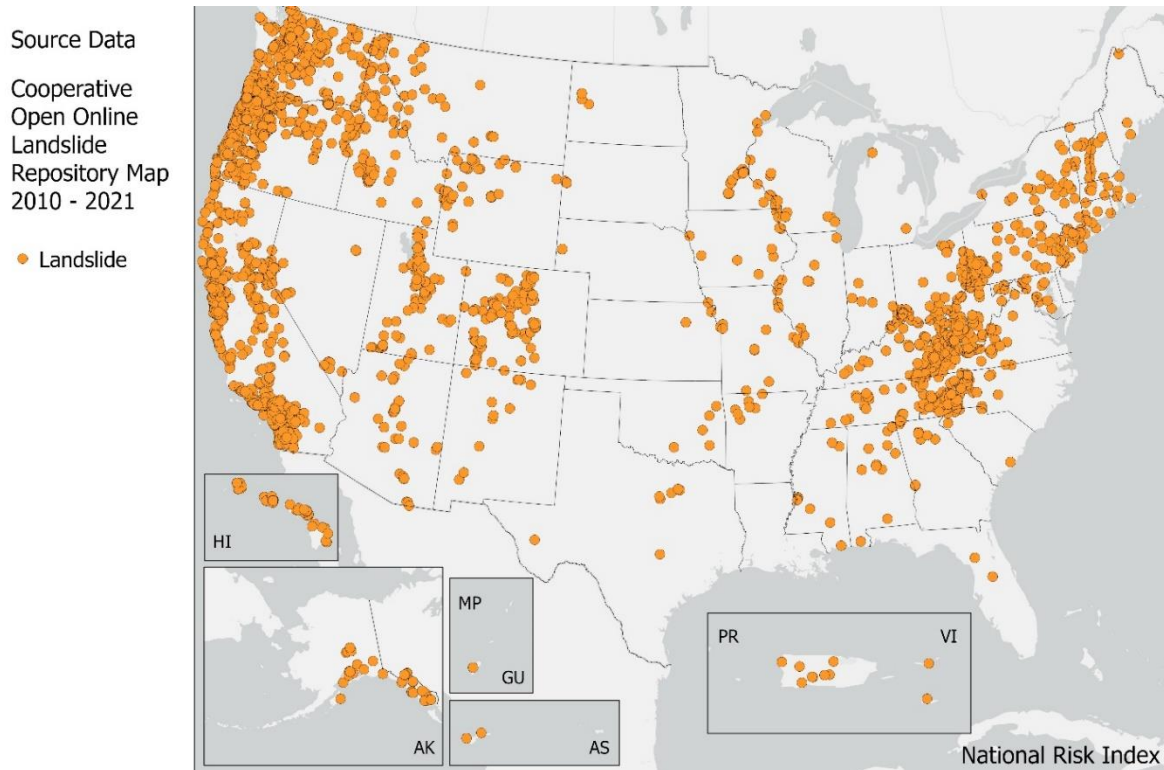 Source Data
Cooperative
Open Online
Landslide
Repository Map
2010 - 2021
Landslide
HI
AK
MP
GU
AS
PR
VI
National Risk Index